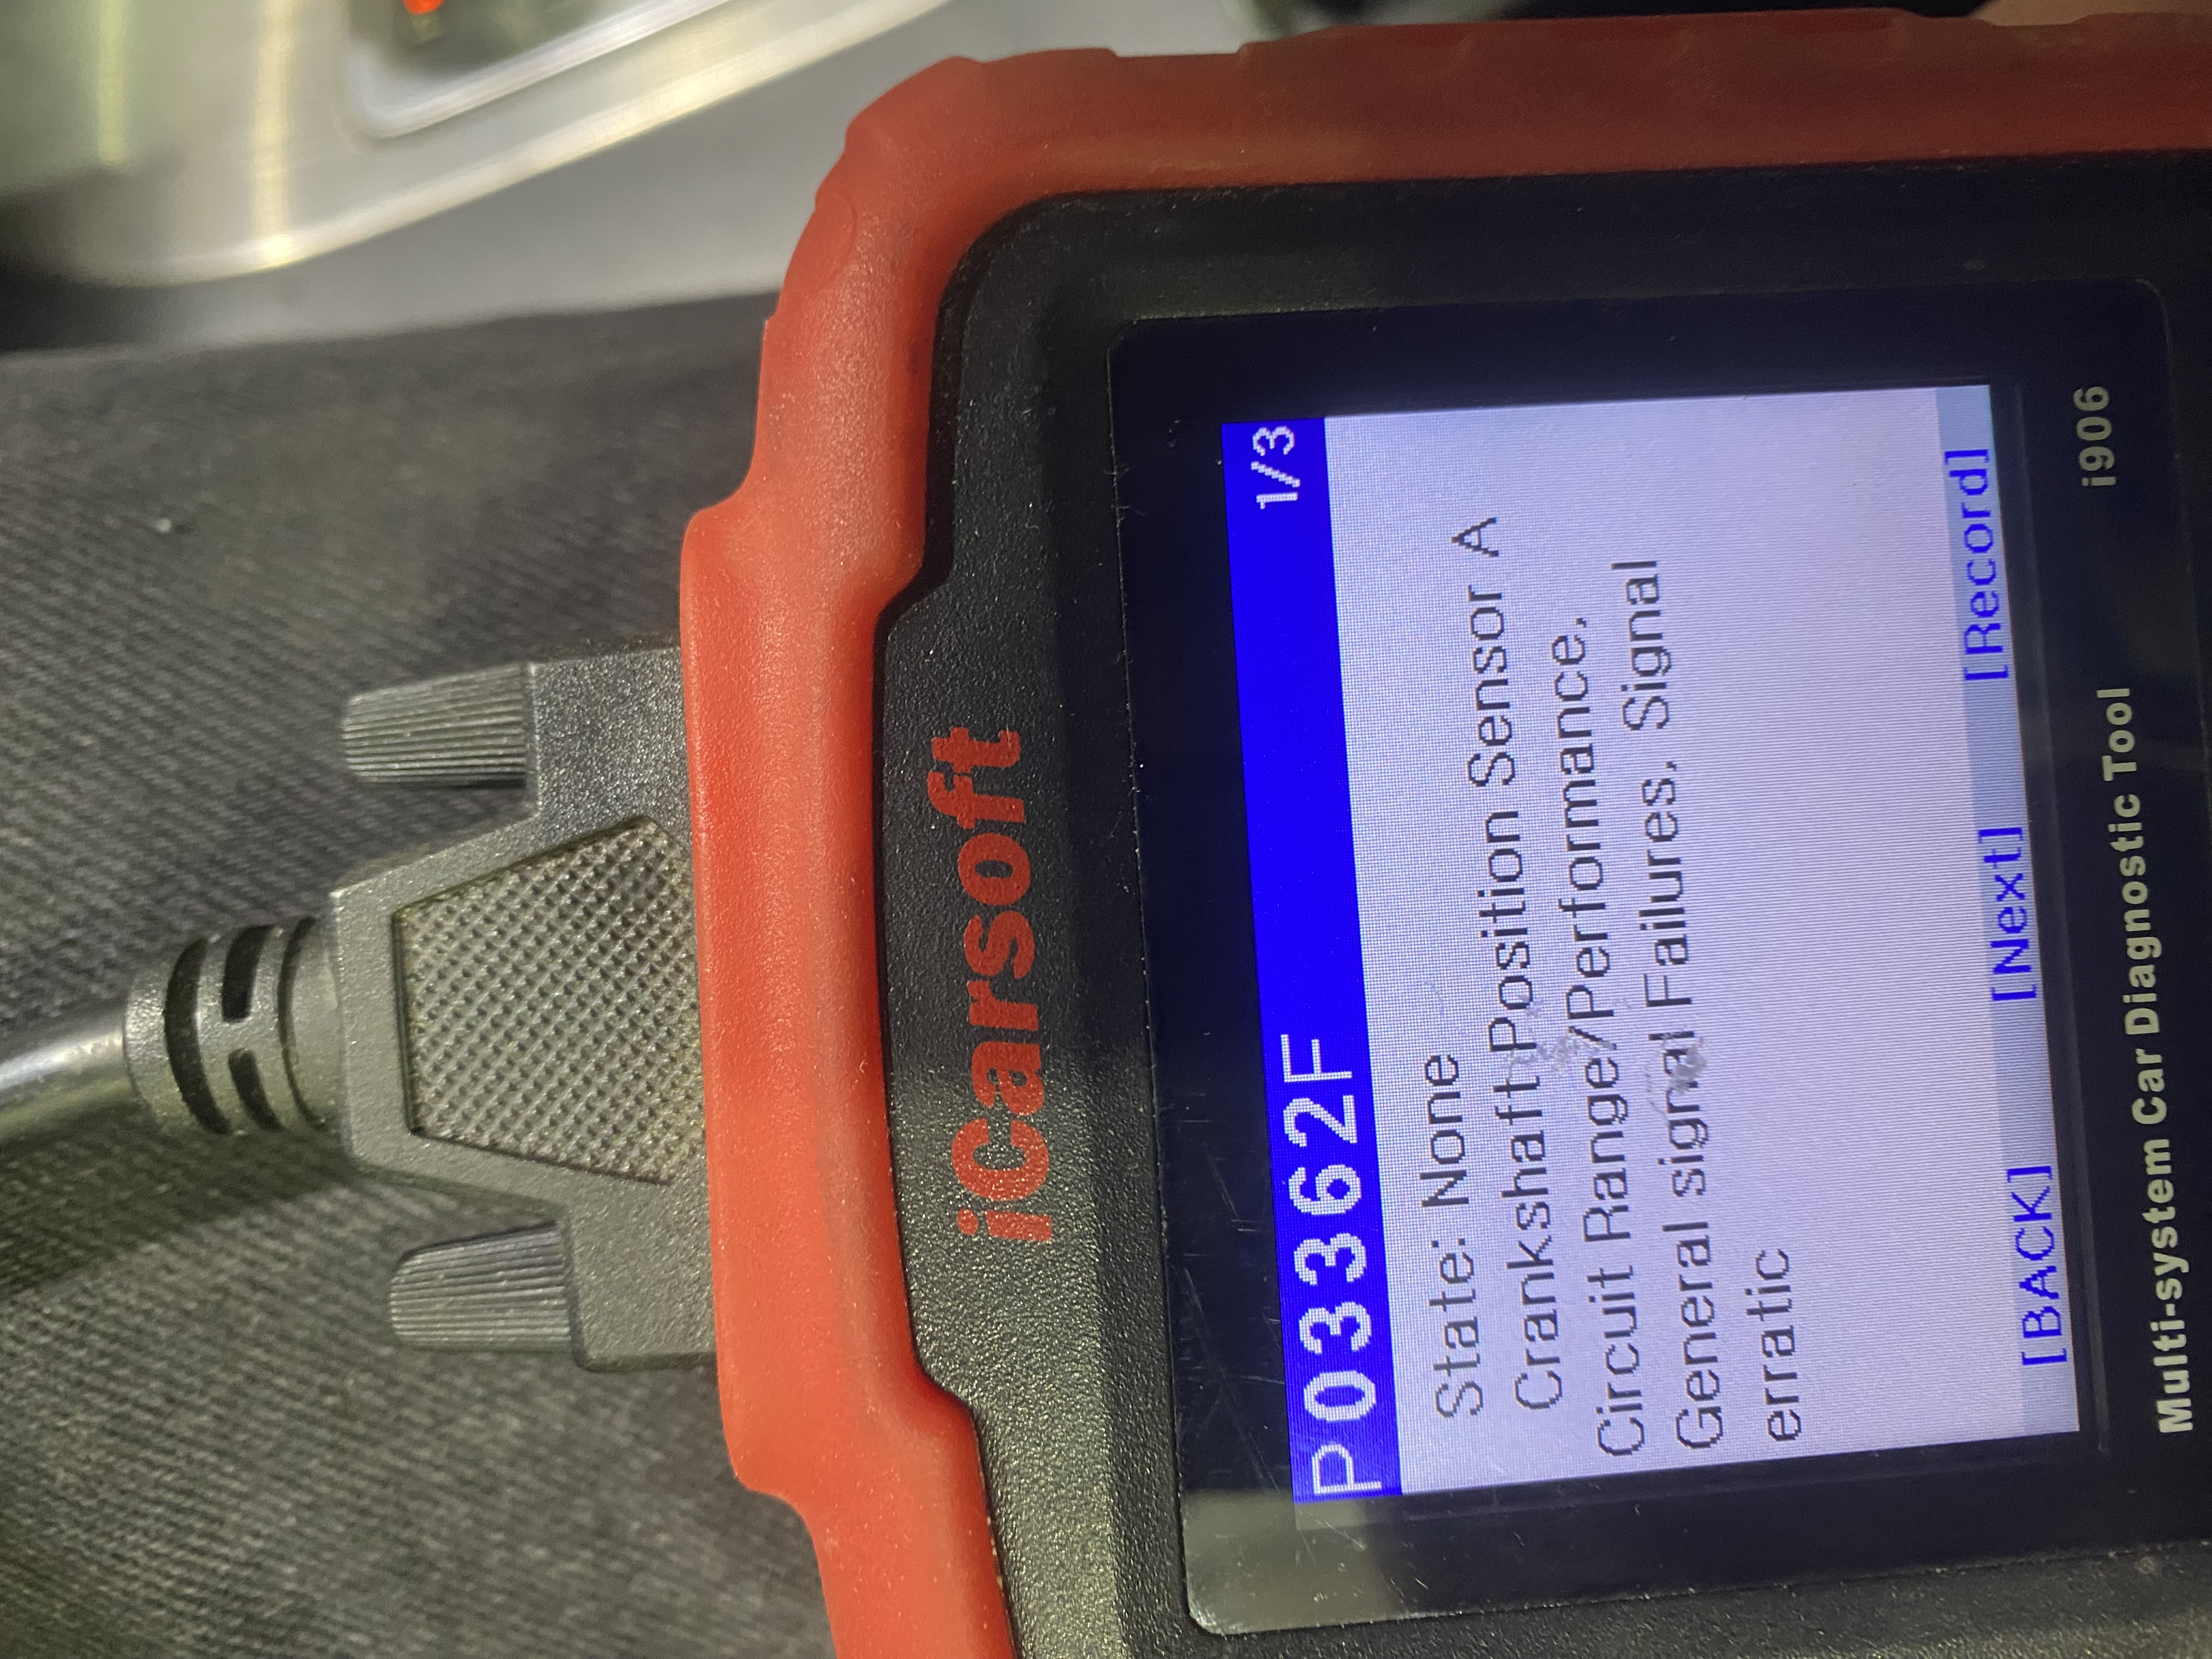 iCarsoft
P03362F 1/3
State: None
Crankshaft Position Sensor A
Circuit Range/Performance.
General signal Failures. Signal
erratic
[BACK] [Next] [Record]
Multi-system Car Diagnostic Tool i906